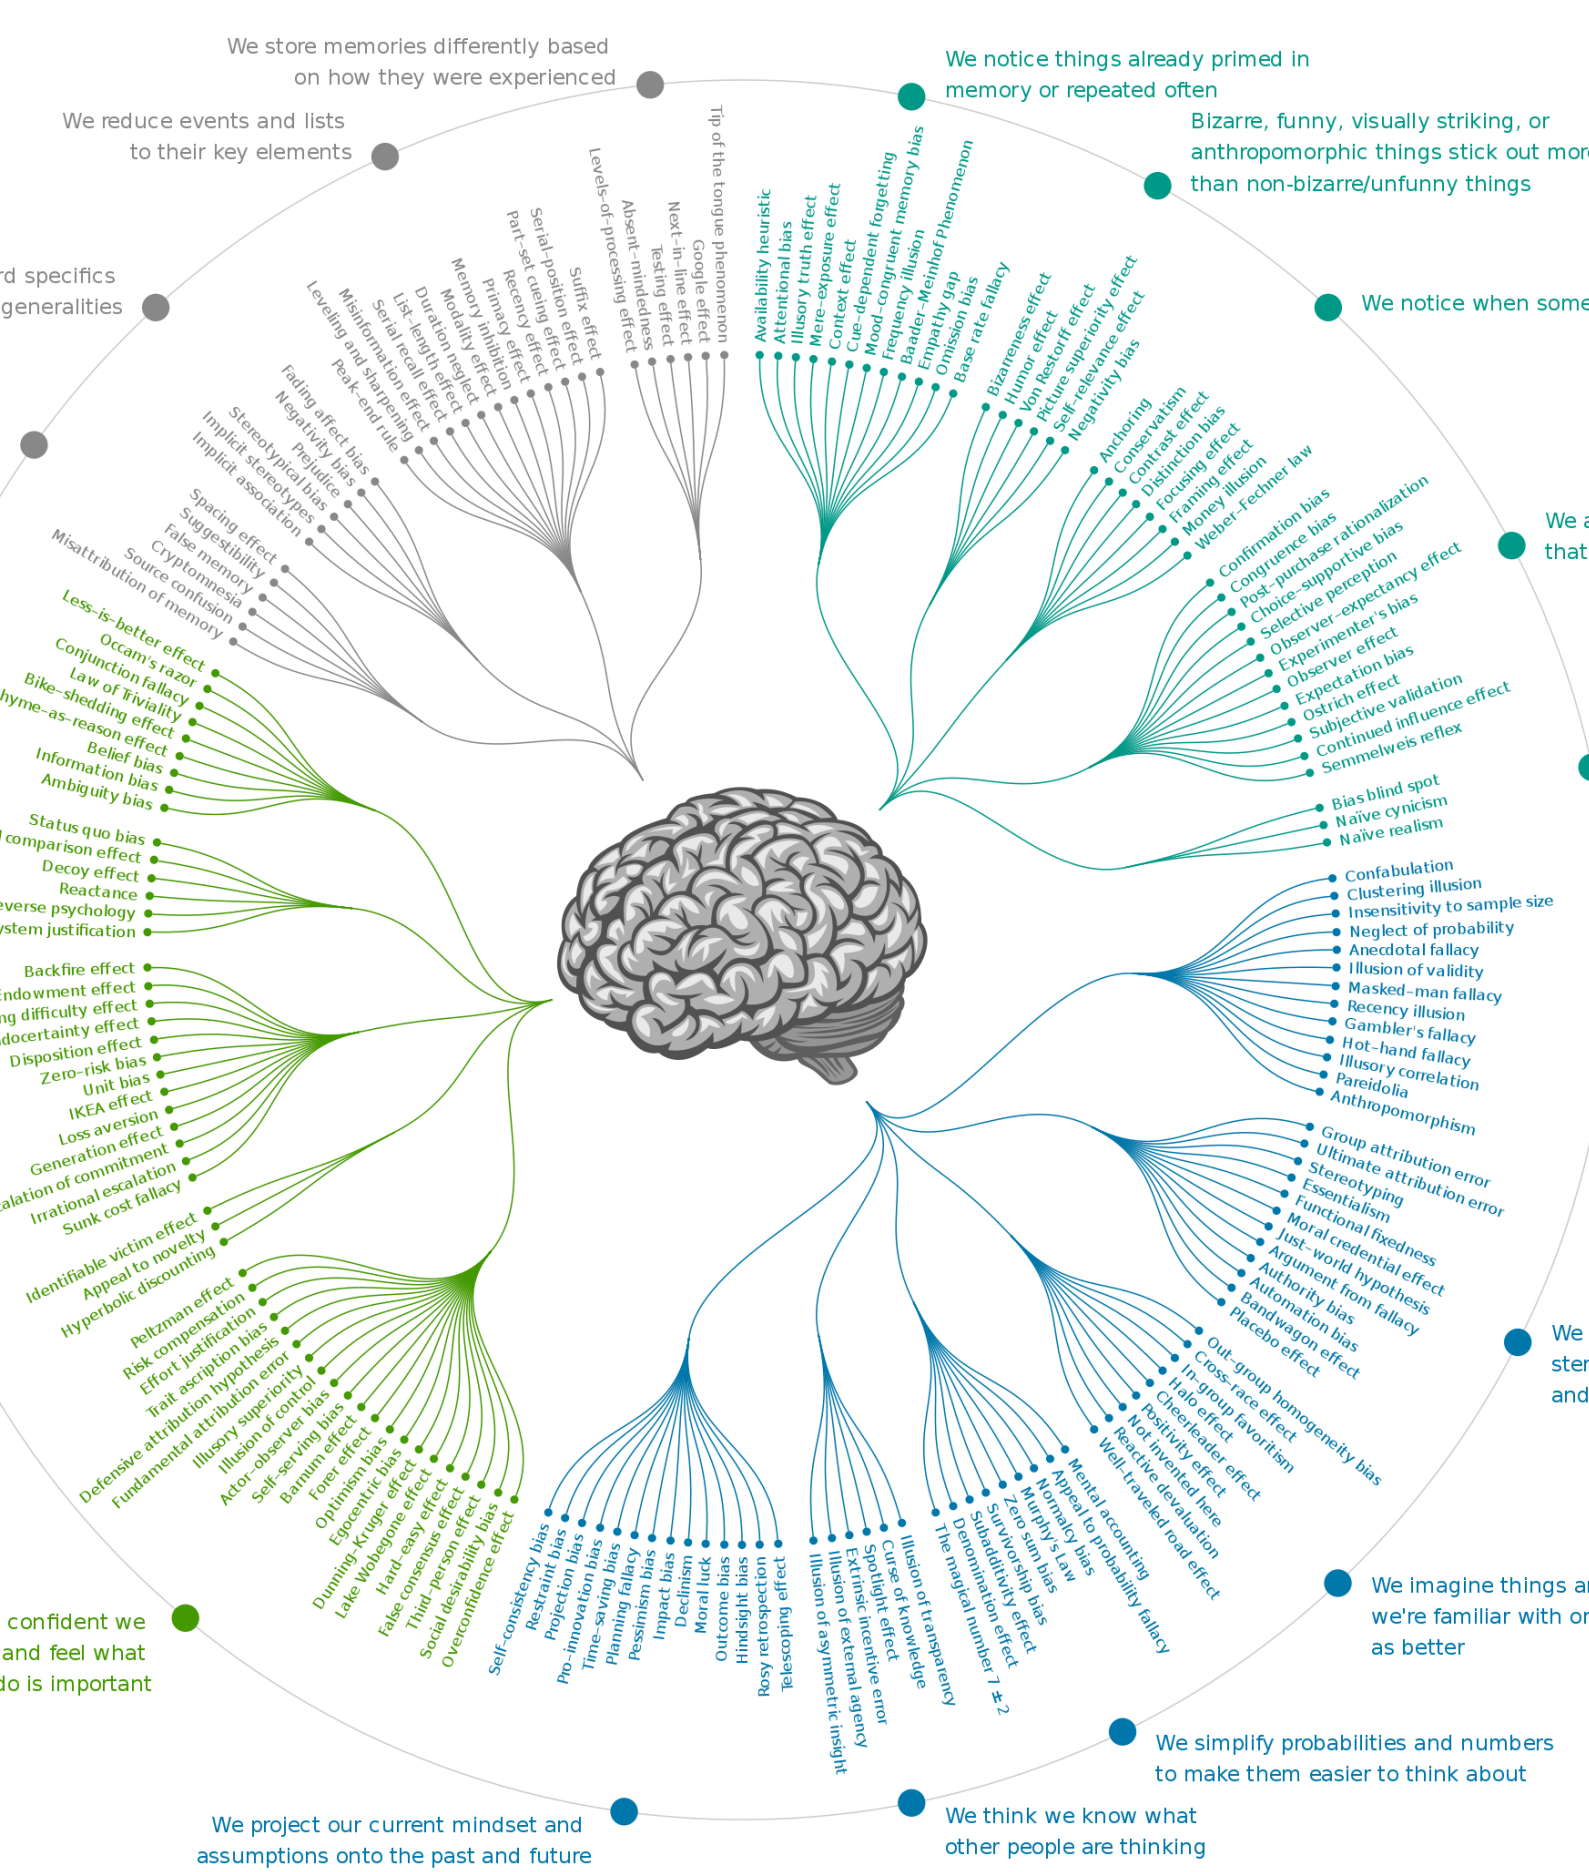 We store memories differently based
on how they were experienced
We reduce events and lists
to their key elements
rd specifics
generalities
We notice things already primed in
memory or repeated often
Bizarre, funny, visually striking, or
anthropomorphic things stick out more
than non-bizarre/unfunny things
We notice when some
We a
that
Tip of the tongue phenomenon
Google effect
Next-in-line effect
Testing effect
Absent-mindedness
Levels-of-processing effect
Suffix effect
Serial-position effect
Part-set cueing effect
Recency effect
Primacy effect
Memory inhibition
Modality effect
Duration neglect
List-length effect
Serial recall effect
Misinformation effect
Leveling and sharpening
Peak-end rule
Fading affect bias
Negativity bias
Prejudice
Stereotypical bias
Implicit stereotypes
Implicit association
Spacing effect
Suggestibility
False memory
Cryptomnesia
Source confusion
Misattribution of memory
Availability heuristic
Attentional bias
Illusory truth effect
Mere-exposure effect
Context effect
Cue-dependent forgetting
Mood-congruent memory bias
Frequency illusion
Baader-Meinhof Phenomenon
Empathy gap
Omission bias
Base rate fallacy
Bizarreness effect
Humor effect
Von Restorff effect
Picture superiority effect
Self-relevance effect
Negativity bias
Anchoring
Conservatism
Contrast effect
Distinction bias
Focusing effect
Framing effect
Money illusion
Weber-Fechner law
Confirmation bias
Congruence bias
Post-purchase rationalization
Choice-supportive bias
Selective perception
Observer-expectancy effect
Experimenter's bias
Observer effect
Expectation bias
Ostrich effect
Subjective validation
Continued influence effect
Semmelweis reflex
Bias blind spot
Naïve cynicism
Naïve realism
Confabulation
Clustering illusion
Insensitivity to sample size
Neglect of probability
Anecdotal fallacy
Illusion of validity
Masked-man fallacy
Recency illusion
Gambler's fallacy
Hot-hand fallacy
Illusory correlation
Pareidolia
Anthropomorphism
Group attribution error
Ultimate attribution error
Stereotyping
Essentialism
Functional fixedness
Moral credential effect
Just-world hypothesis
Argument from fallacy
Authority bias
Automation bias
Bandwagon effect
Placebo effect
We
ster
and
Out-group homogeneity bias
Cross-race effect
In-group favoritism
Halo effect
Cheerleader effect
Positivity effect
Not invented here
Reactive devaluation
Well-traveled road effect
We imagine things a
we're familiar with or
as better
Mental accounting
Appeal to probability fallacy
Normalcy bias
Murphy's Law
Zero sum bias
Survivorship bias
Subadditivity effect
Denomination effect
The magical number 7 ± 2
We simplify probabilities and numbers
to make them easier to think about
Illusion of transparency
Curse of knowledge
Spotlight effect
Extrinsic incentive error
Illusion of external agency
Illusion of asymmetric insight
We think we know what
other people are thinking
Telescoping effect
Rosy retrospection
Hindsight bias
Outcome bias
Moral luck
Declinism
Impact bias
Pessimism bias
Planning fallacy
Time-saving bias
Pro-innovation bias
Projection bias
Restraint bias
Self-consistency bias
We project our current mindset and
assumptions onto the past and future
Less-is-better effect
Occam's razor
Conjunction fallacy
Law of Triviality
Bike-shedding effect
hyme-as-reason effect
Belief bias
Information bias
Ambiguity bias
Status quo bias
l comparison effect
Decoy effect
Reactance
everse psychology
ystem justification
Backfire effect
Endowment effect
ng difficulty effect
docertainty effect
Disposition effect
Zero-risk bias
Unit bias
IKEA effect
Loss aversion
Generation effect
calation of commitment
Irrational escalation
Sunk cost fallacy
Identifiable victim effect
Appeal to novelty
Hyperbolic discounting
Peltzman effect
Risk compensation
Effort justification
Trait ascription bias
Defensive attribution hypothesis
Fundamental attribution error
Illusory superiority
Illusion of control
Actor-observer bias
Self-serving bias
Barnum effect
Forer effect
Optimism bias
Egocentric bias
Dunning-Kruger effect
Lake Wobegone effect
Hard-easy effect
False consensus effect
Third-person effect
Social desirability bias
Overconfidence effect
confident we
and feel what
do is important